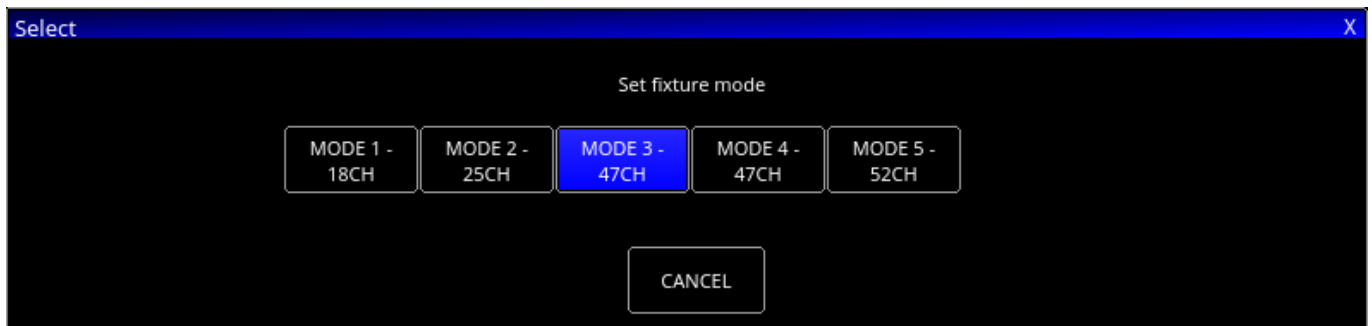 Select X
Set fixture mode
MODE 1 - MODE 2 - MODE 3 - MODE 4 - MODE 5 -
18CH 25CH 47CH 47CH 52CH
CANCEL